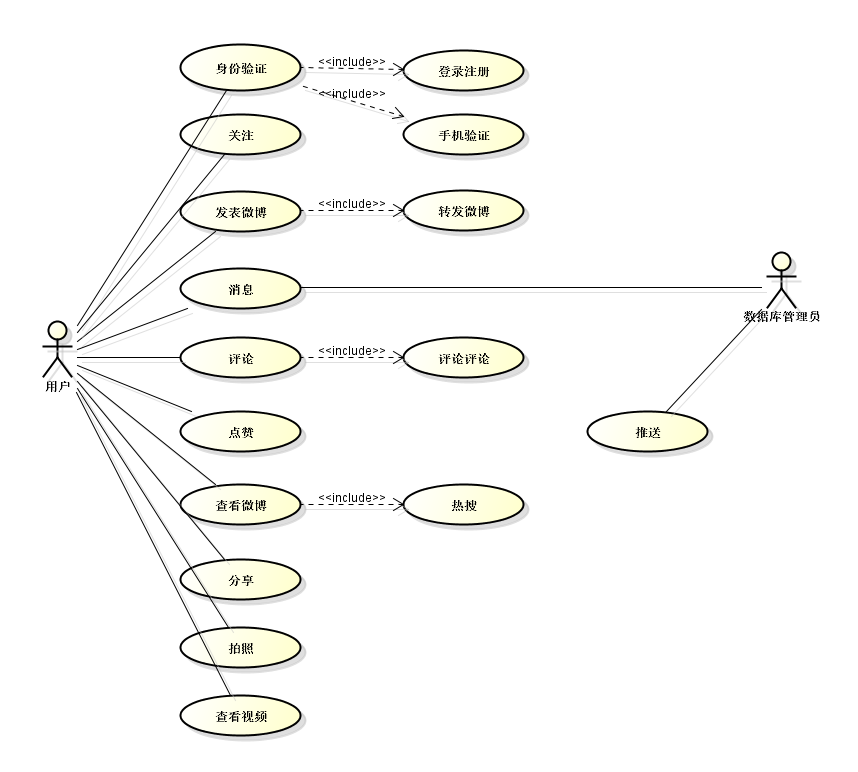 身份验证
<<include>>
登录注册
<<include>>
关注
手机验证
发表微博
<<include>>
转发微博
消息
数据库管理员
用户
评论
<<include>>
评论评论
点赞
推送
查看微博
<<include>>
热搜
分享
拍照
查看视频